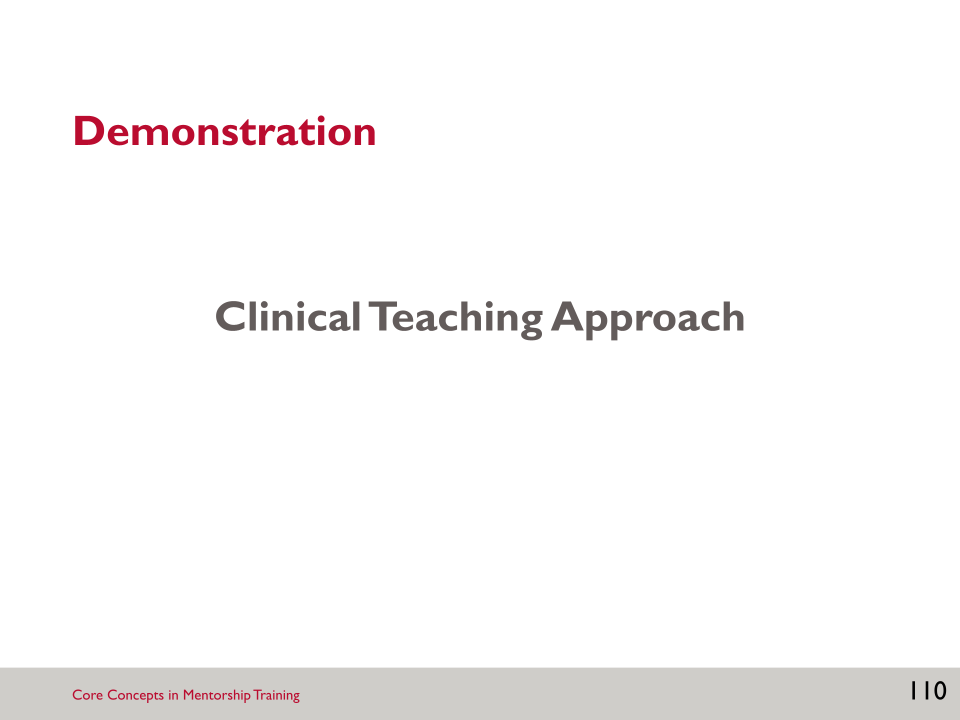 Demonstration
Clinical Teaching Approach
Core Concepts in Mentorship Training
110